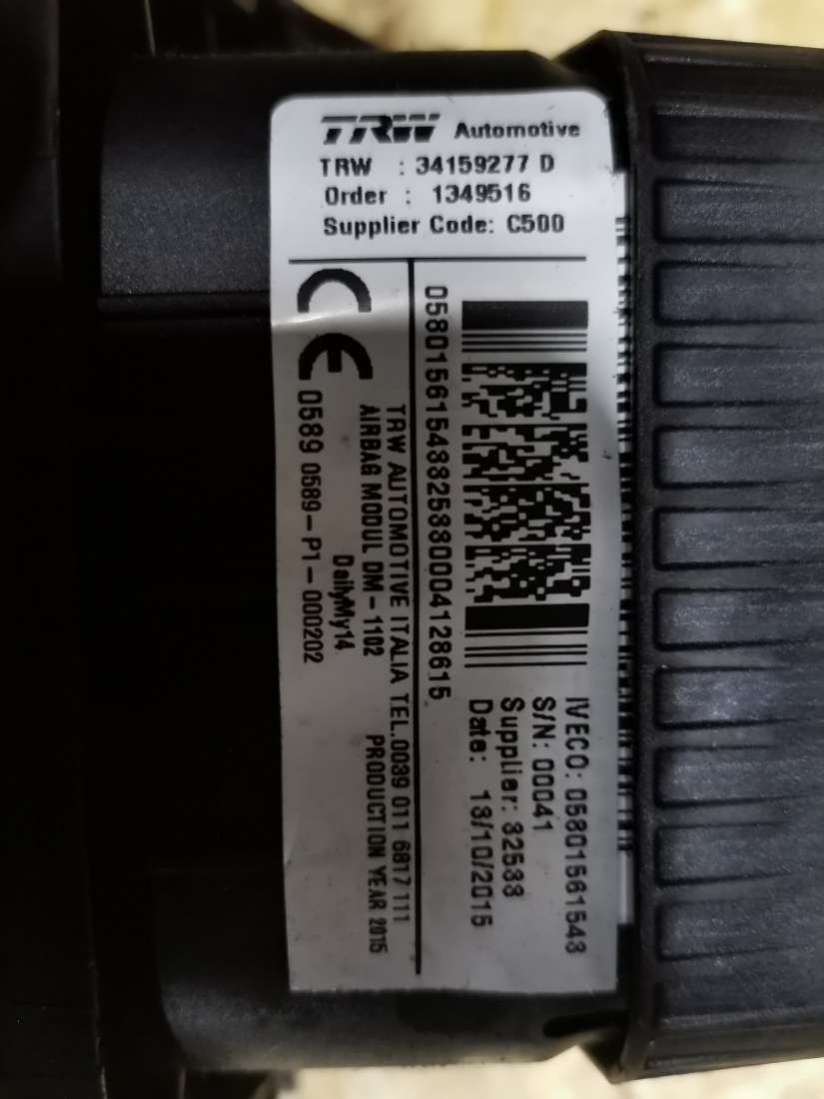 TRW Automotive
TRW : 34159277 D
Order : 1349516
Supplier Code: C500
IVECO: 05801561543
S/N: 00041
Supplier: 32538
Date: 13/10/2015
05801561543325380004128615
TRW AUTOMOTIVE ITALIA TEL.0039 011 6817 111
AIRBAG MODUL DM-1102 PRODUCTION YEAR 2015
DailyMy14
CE 0589 0589-P1-000202